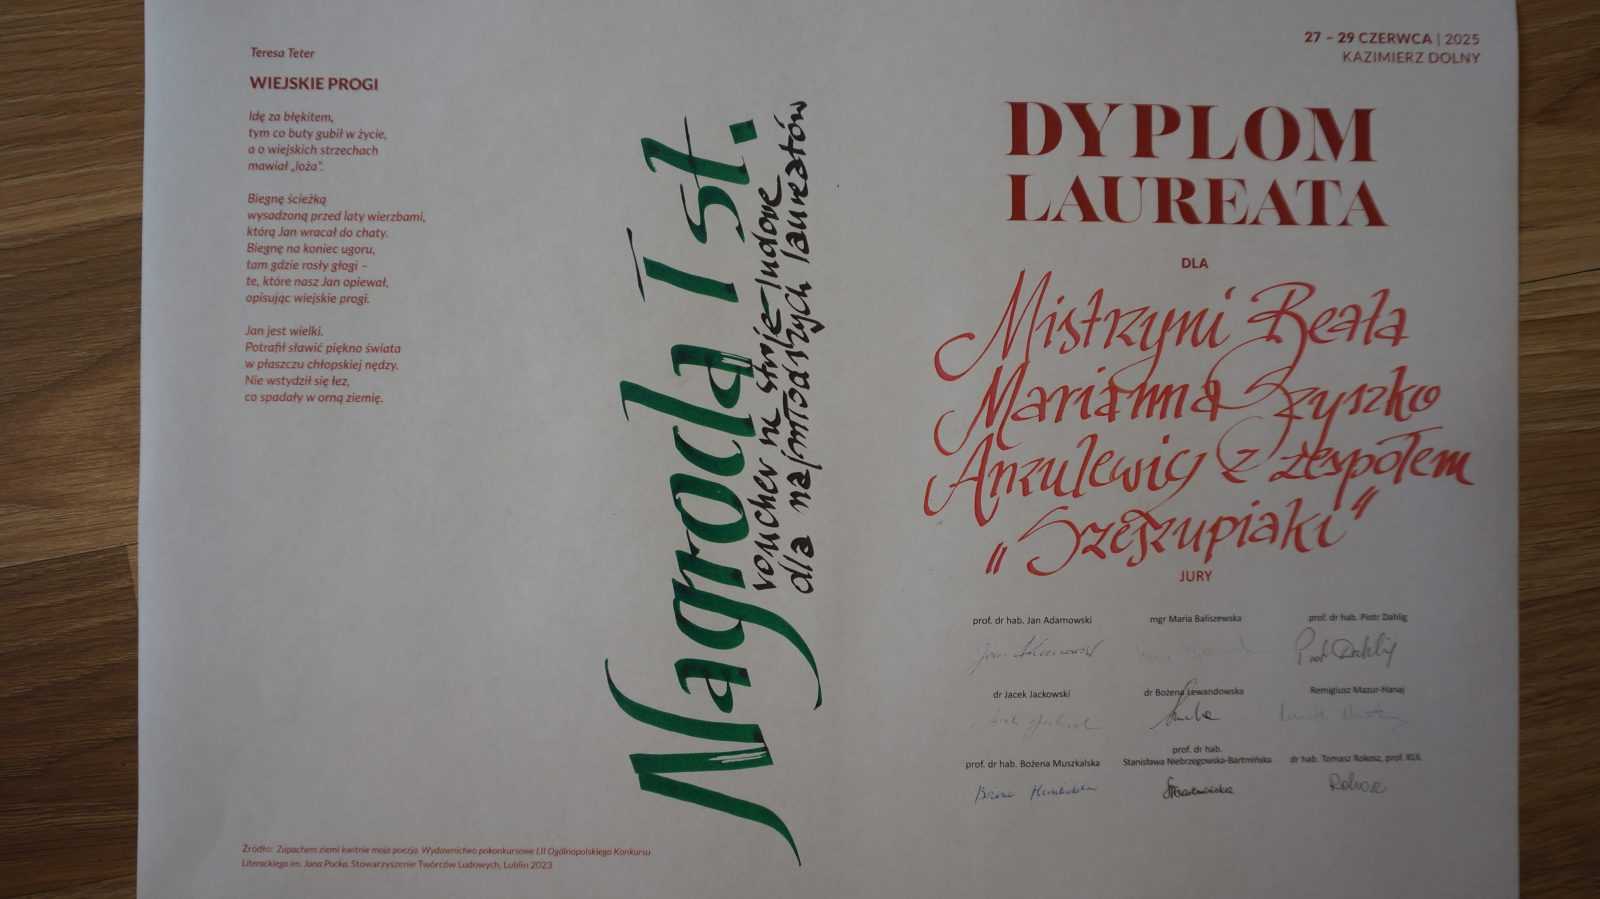 Teresa Teter
WIEJSKIE PROGI
Idę za błękitem,
tym co buty gubił w życie,
a o wiejskich strzechach
mawiał „loża”.
Biegnę ścieżką
wysadzoną przed laty wierzbami,
którą Jan wracał do chaty.
Biegnę na koniec ugoru,
tam gdzie rosły głogi –
te, które nasz Jan opiewał,
opisując wiejskie progi.
Jan jest wielki.
Potrafił sławić piękno świata
w płaszczu chłopskiej nędzy.
Nie wstydził się łez,
co spadały w orną ziemię.
Źródło: Zapachem ziemi kwitnie moja poezja. Wydawnictwo pokonkursowe LII Ogólnopolskiego Konkursu
Literackiego im. Jana Pocka, Stowarzyszenie Twórców Ludowych, Lublin 2023
Nagroda I st.
voucher na stroje ludowe
dla najmłodszych laureatów
27 – 29 CZERWCA | 2025
KAZIMIERZ DOLNY
DYPLOM
LAUREATA
DLA
Mistrzyni Beata
Marianna Zyszko
Ankulewicz z zespołem
„Szeszupiaki”
JURY
prof. dr hab. Jan Adamowski
mgr Maria Baliszewska
prof. dr hab. Piotr Dahlig
Piotr Dahlig
dr Jacek Jackowski
dr Bożena Lewandowska
Remigiusz Mazur-Hanaj
prof. dr hab. Bożena Muszkalska
prof. dr hab.
Stanisława Niebrzegowska-Bartmińska
dr hab. Tomasz Rokosz, prof. KUL
Bożena Muszkalska
Rokosz